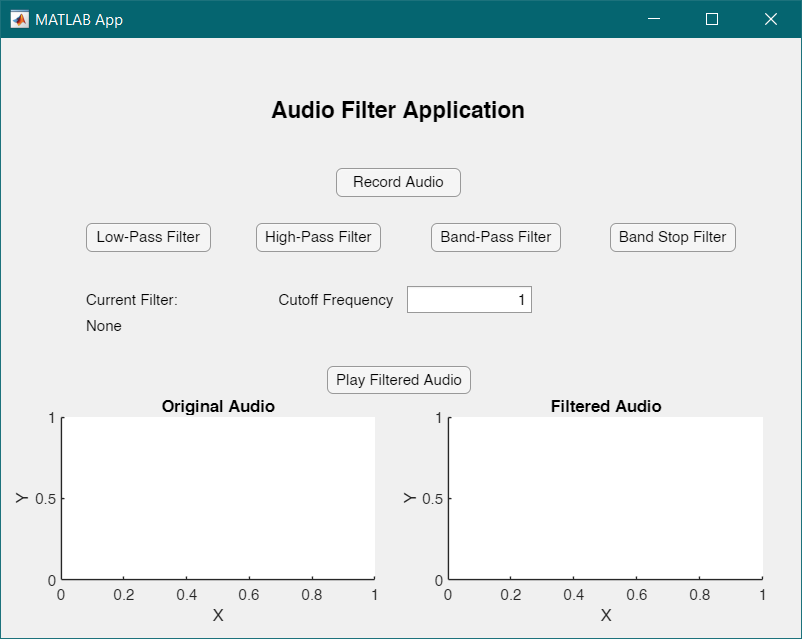 MATLAB App
Audio Filter Application
Record Audio
Low-Pass Filter High-Pass Filter Band-Pass Filter Band Stop Filter
Current Filter: Cutoff Frequency 1
None
Play Filtered Audio
Original Audio Filtered Audio
1 1
Y 0.5 Y 0.5
0 0
0 0.2 0.4 0.6 0.8 1 0 0.2 0.4 0.6 0.8 1
X X